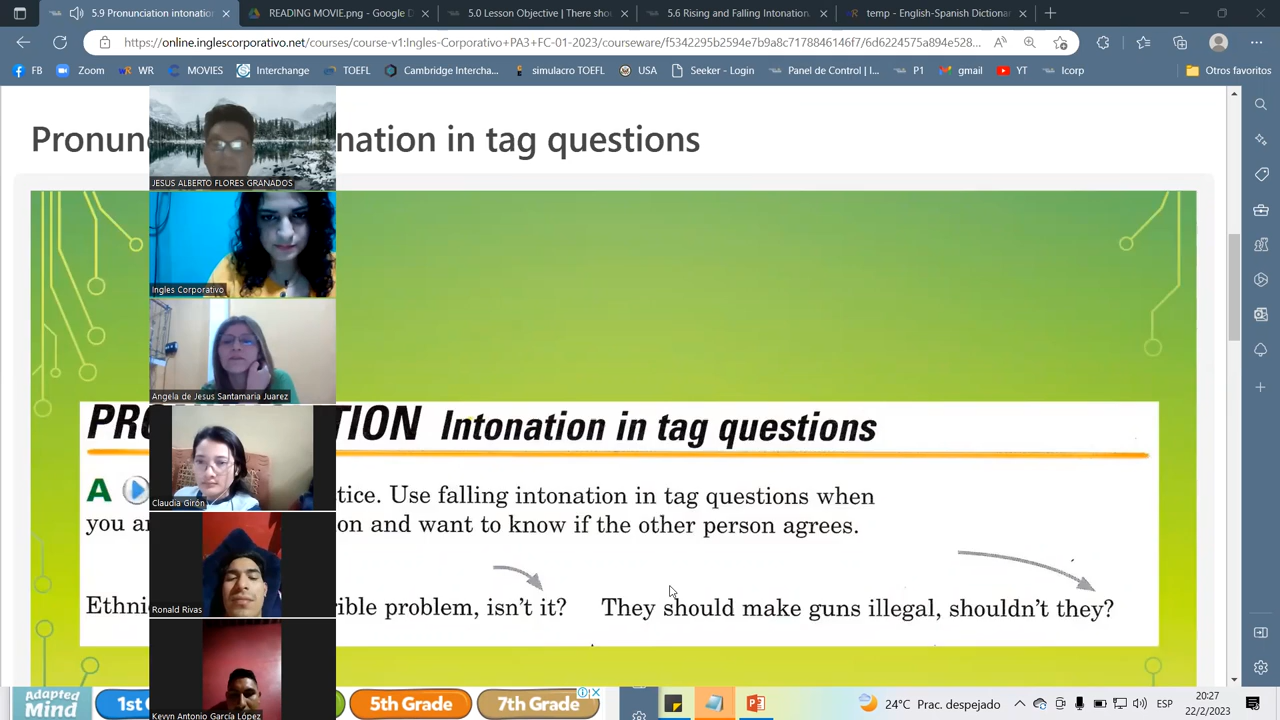 5.9 Pronunciation intonation
READING MOVIE.png - Google D
5.0 Lesson Objective | There shou
5.6 Rising and Falling Intonation.
temp - English-Spanish Dictionar
https://online.inglescorporativo.net/courses/course-v1:Ingles-Corporativo+PA3+FC-01-2023/courseware/f5342295b2594e7b9a8c7178846146f7/6d6224575a894e528...
FB Zoom WR MOVIES Interchange TOEFL Cambridge Intercha... simulacro TOEFL USA Seeker - Login Panel de Control | I... P1 gmail YT Icorp Otros favoritos
Pronun nation in tag questions
JESUS ALBERTO FLORES GRANADOS
Ingles Corporativo
Angela de Jesus Santamaria Juarez
Claudia Girón
Ronald Rivas
Kevyn Antonio García López
PRO TION Intonation in tag questions
A tice. Use falling intonation in tag questions when
you a on and want to know if the other person agrees.
Ethni rible problem, isn't it? They should make guns illegal, shouldn't they?
Adapted Mind 1st 5th Grade 7th Grade
24°C Prac. despejado ESP 20:27
22/2/2023